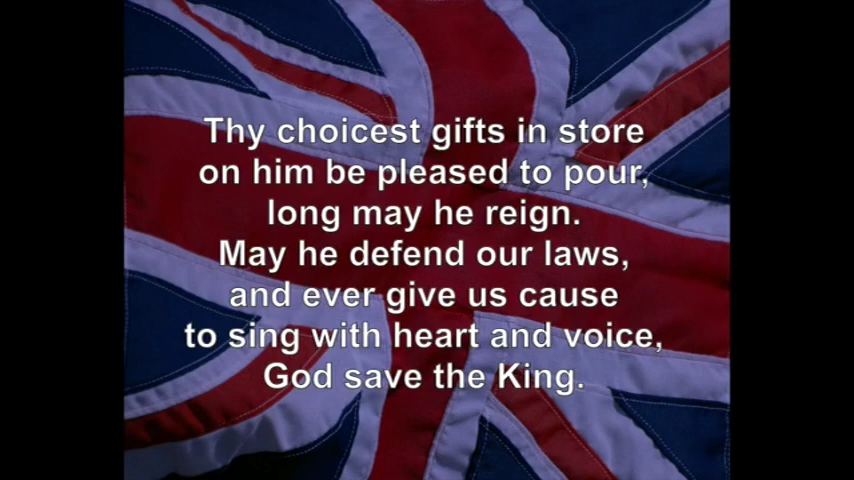 Thy choicest gifts in store
on him be pleased to pour,
long may he reign.
May he defend our laws,
and ever give us cause
to sing with heart and voice,
God save the King.